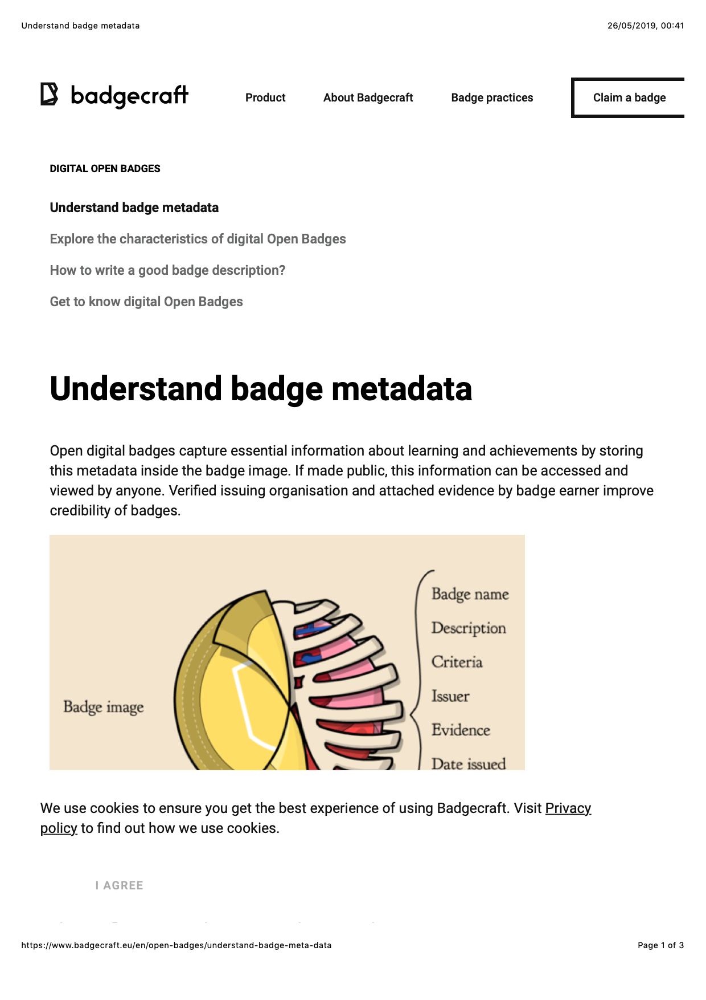 Understand badge metadata
26/05/2019, 00:41
badgecraft
Product
About Badgecraft
Badge practices
Claim a badge
DIGITAL OPEN BADGES
Understand badge metadata
Explore the characteristics of digital Open Badges
How to write a good badge description?
Get to know digital Open Badges
Understand badge metadata
Open digital badges capture essential information about learning and achievements by storing
this metadata inside the badge image. If made public, this information can be accessed and
viewed by anyone. Verified issuing organisation and attached evidence by badge earner improve
credibility of badges.
Badge name
Description
Criteria
Issuer
Badge image
Evidence
Date issued
We use cookies to ensure you get the best experience of using Badgecraft. Visit Privacy
policy to find out how we use cookies.
I AGREE
https://www.badgecraft.eu/en/open-badges/understand-badge-meta-data
Page 1 of 3